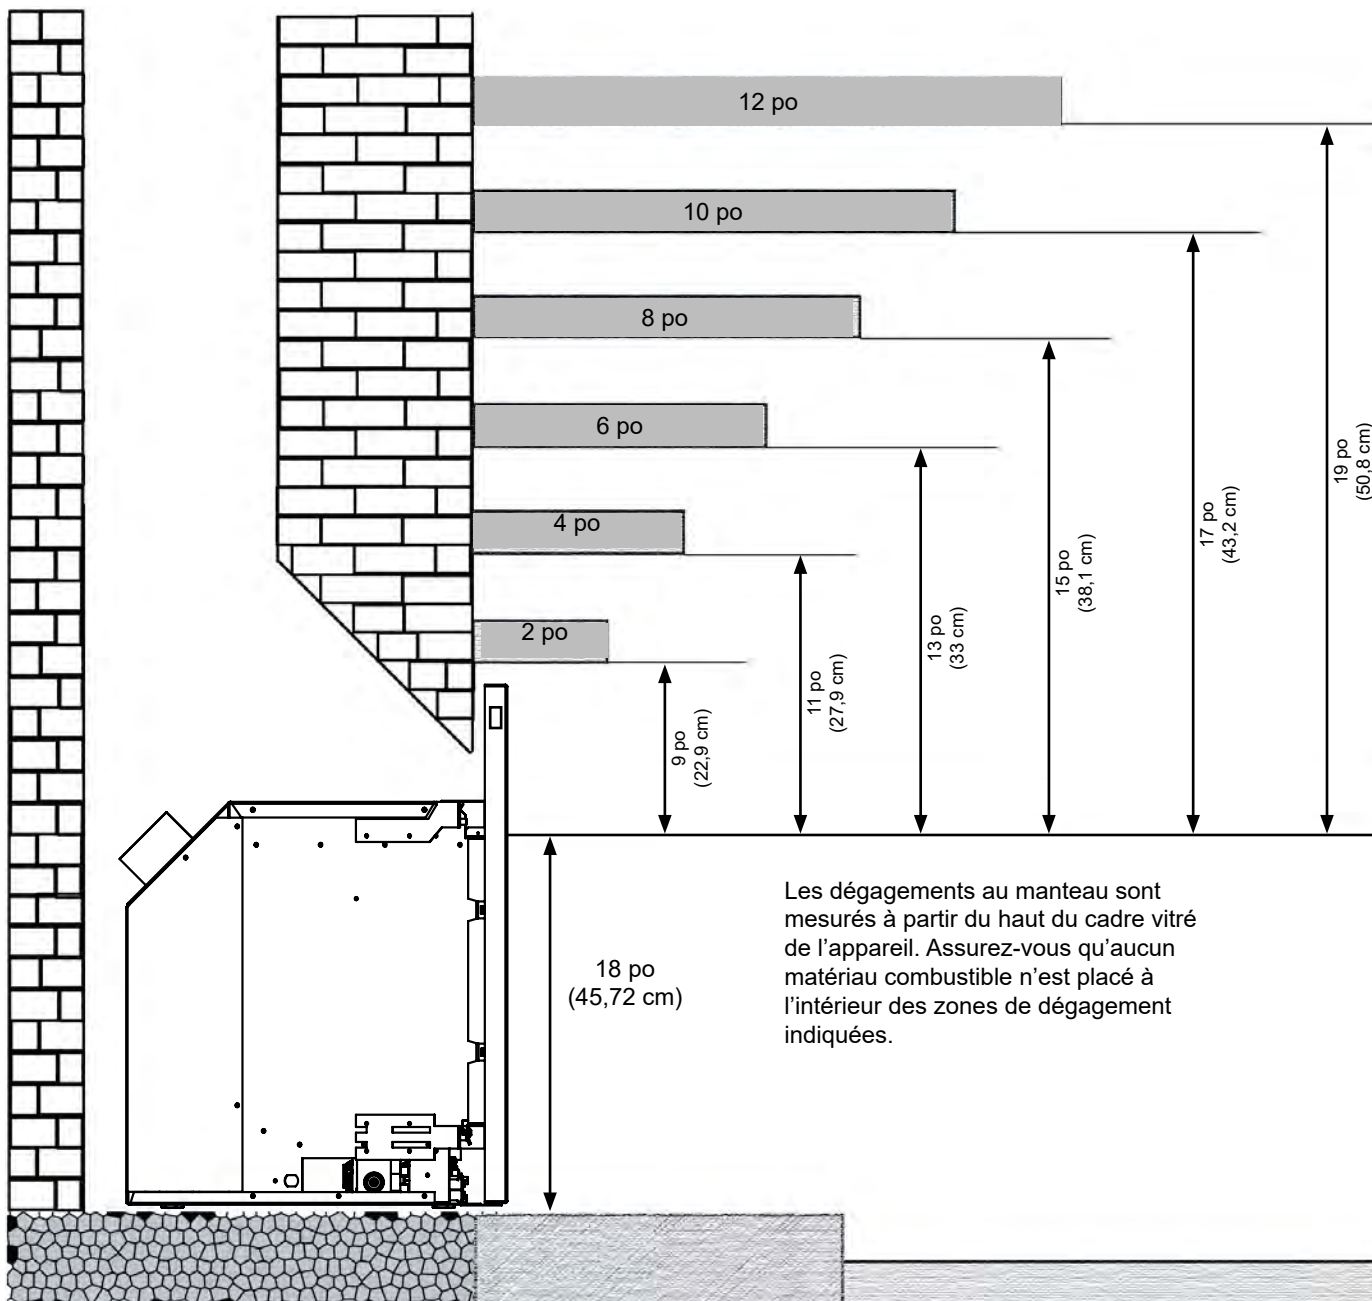 12 po
10 po
8 po
6 po
4 po
2 po
19 po
(50,8 cm)
17 po
(43,2 cm)
15 po
(38,1 cm)
13 po
(33 cm)
11 po
(27,9 cm)
9 po
(22,9 cm)
18 po
(45,72 cm)
Les dégagements au manteau sont
mesurés à partir du haut du cadre vitré
de l’appareil. Assurez-vous qu’aucun
matériau combustible n’est placé à
l’intérieur des zones de dégagement
indiquées.